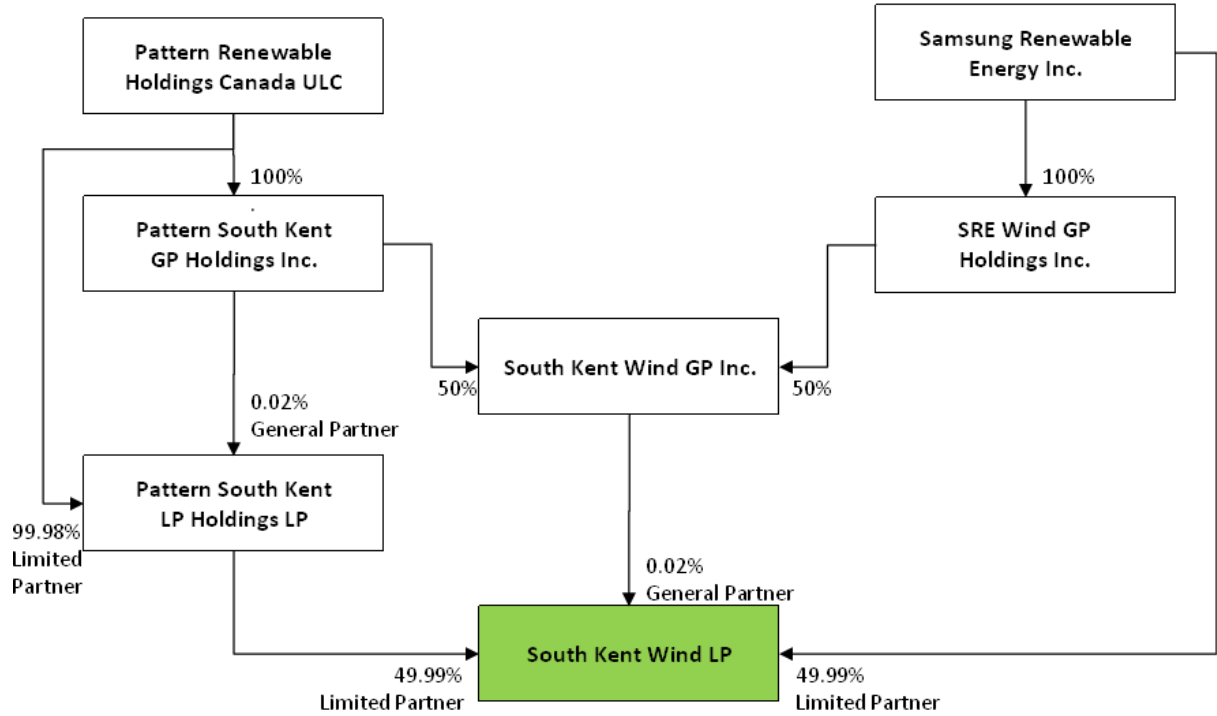 Pattern Renewable
Holdings Canada ULC
Samsung Renewable
Energy Inc.
100%
100%
Pattern South Kent
GP Holdings Inc.
SRE Wind GP
Holdings Inc.
South Kent Wind GP Inc.
50%
50%
0.02%
General Partner
Pattern South Kent
LP Holdings LP
99.98%
Limited
Partner
0.02%
General Partner
South Kent Wind LP
49.99%
Limited Partner
49.99%
Limited Partner